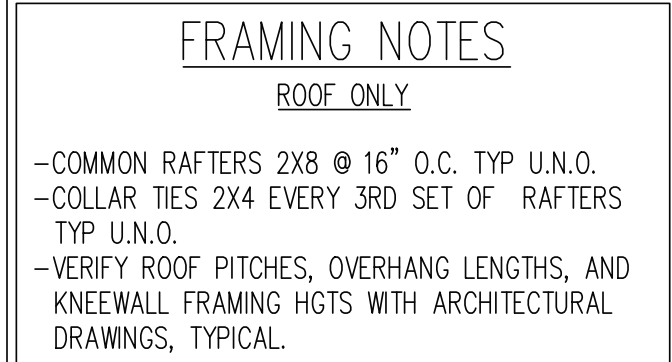 FRAMING NOTES
ROOF ONLY
-COMMON RAFTERS 2X8 @ 16" O.C. TYP U.N.O.
-COLLAR TIES 2X4 EVERY 3RD SET OF RAFTERS
TYP U.N.O.
-VERIFY ROOF PITCHES, OVERHANG LENGTHS, AND
KNEEWALL FRAMING HGTS WITH ARCHITECTURAL
DRAWINGS, TYPICAL.